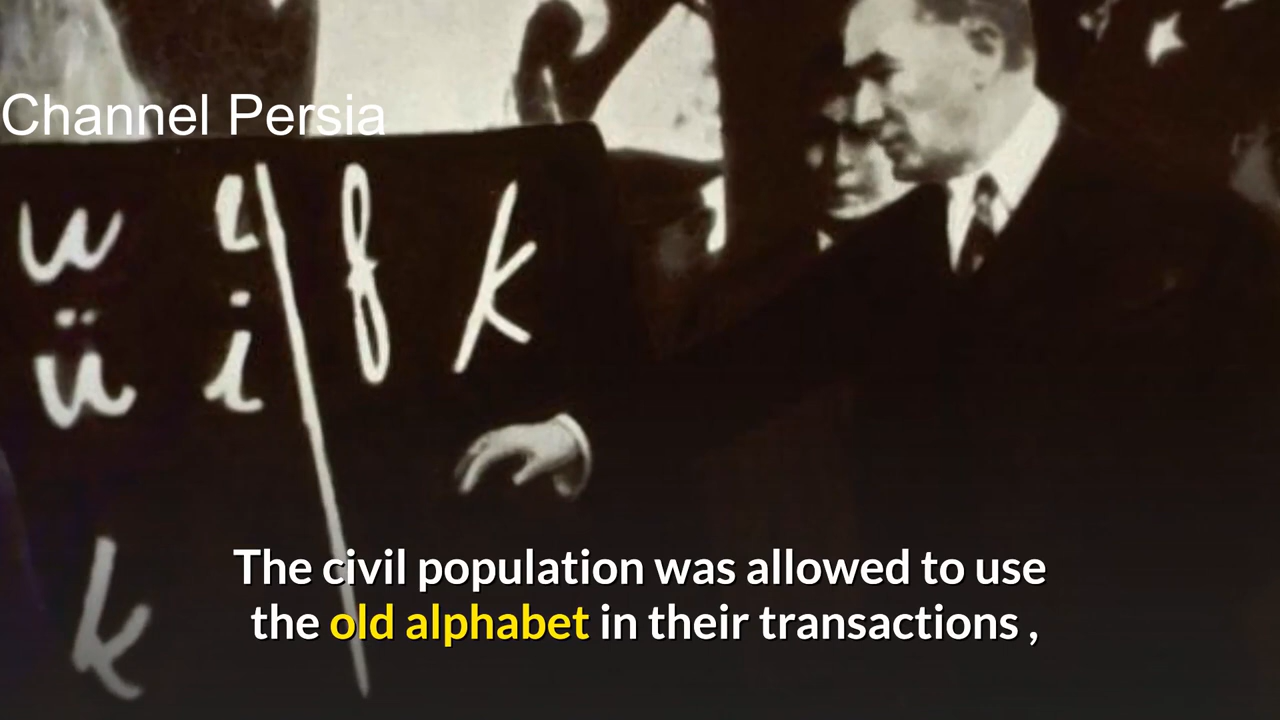 Channel Persia
u e f k
ü i
k
The civil population was allowed to use
the old alphabet in their transactions ,